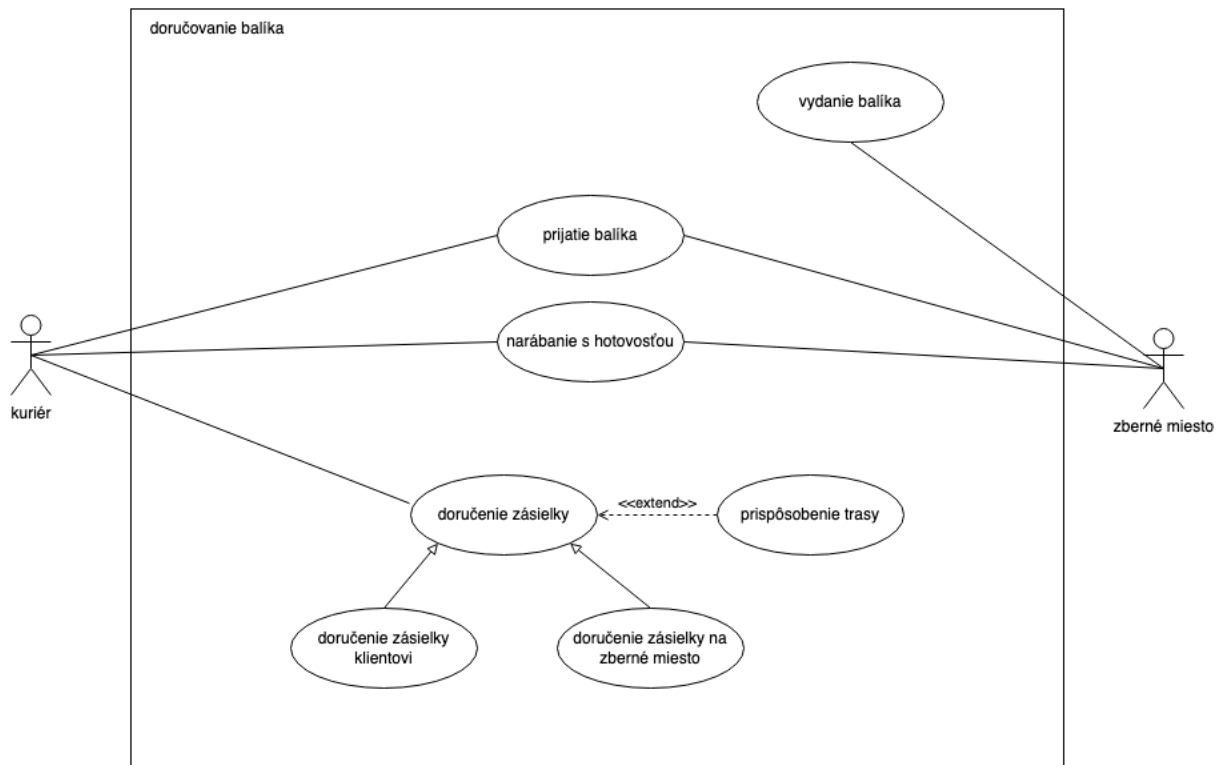 doručovanie balíka
vydanie balíka
prijatie balíka
narábanie s hotovosťou
kuriér
zberné miesto
doručenie zásielky
<<extend>>
prispôsobenie trasy
doručenie zásielky
klientovi
doručenie zásielky na
zberné miesto